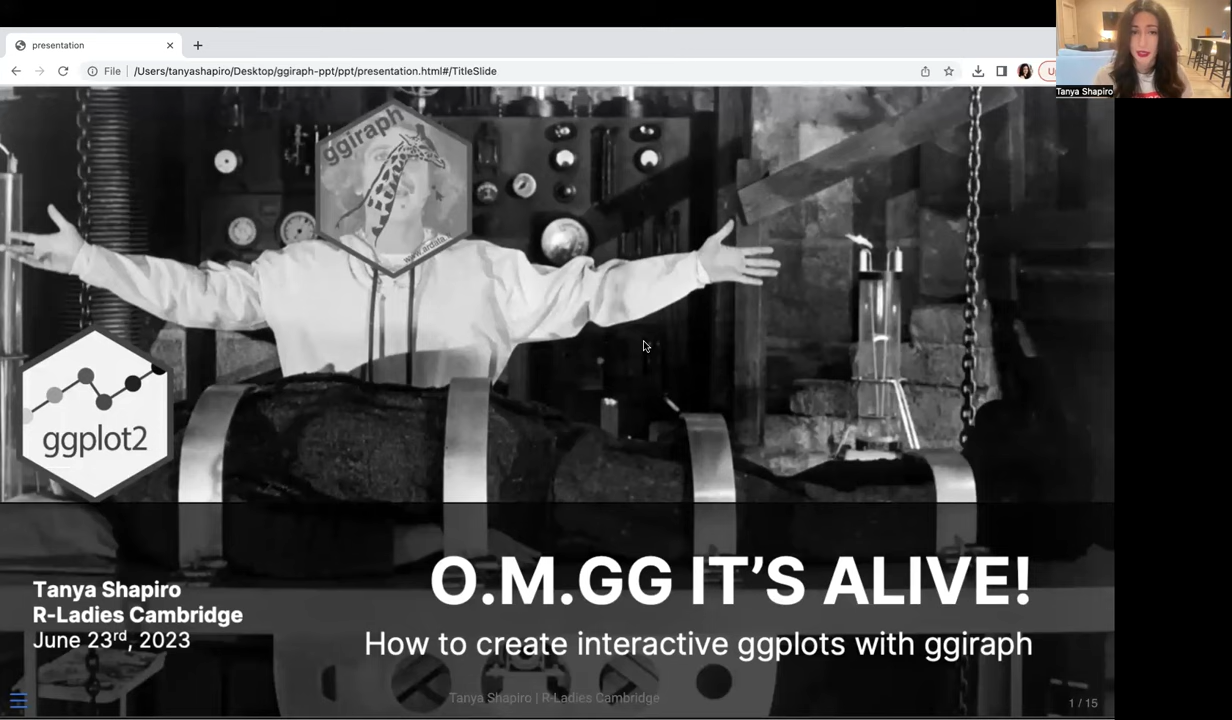 presentation
File
/Users/tanyashapiro/Desktop/ggiraph-ppt/ppt/presentation.html#/TitleSlide
Tanya Shapiro
ggiraph
www.ardata
ggplot2
Tanya Shapiro
R-Ladies Cambridge
June 23rd, 2023
O.M.GG IT’S ALIVE!
How to create interactive ggplots with ggiraph
Tanya Shapiro | R-Ladies Cambridge
1 / 15